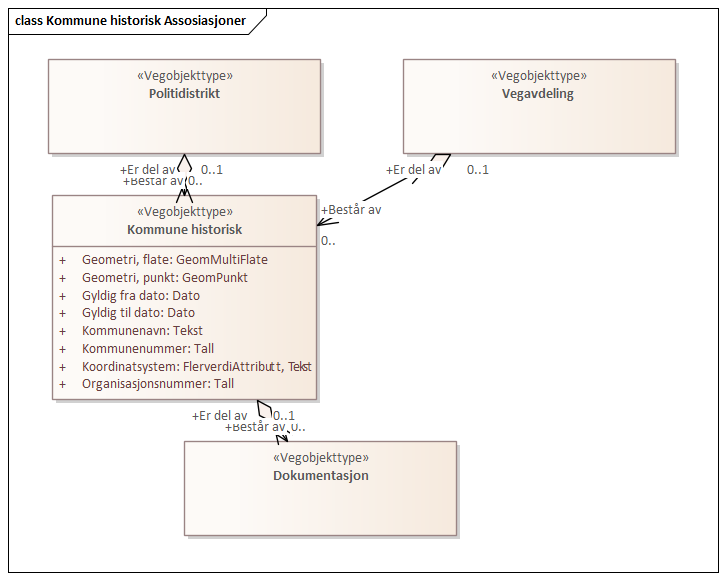 class Kommune historisk Assosiasjoner
«Vegobjekttype»
Politidistrikt
«Vegobjekttype»
Vegavdeling
+Er del av 0..1
+Består av 0..
+Er del av 0..1
+Består av
0..
«Vegobjekttype»
Kommune historisk
+ Geometri, flate: GeomMultiFlate
+ Geometri, punkt: GeomPunkt
+ Gyldig fra dato: Dato
+ Gyldig til dato: Dato
+ Kommunenavn: Tekst
+ Kommunenummer: Tall
+ Koordinatsystem: FlerverdiAttributt, Tekst
+ Organisasjonsnummer: Tall
+Er del av 0..1
+Består av 0..
«Vegobjekttype»
Dokumentasjon